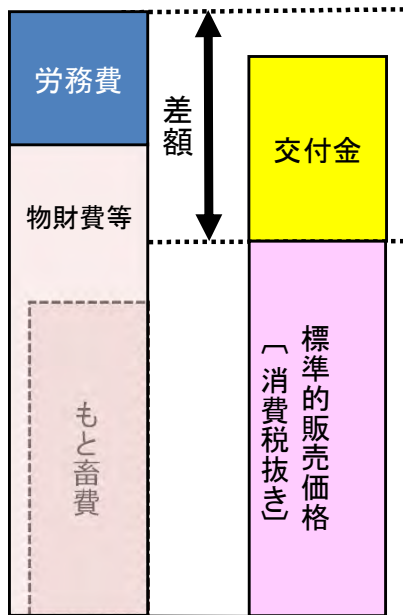 労務費
差額
交付金
物財費等
標準的販売価格
〔消費税抜き〕
もと畜費